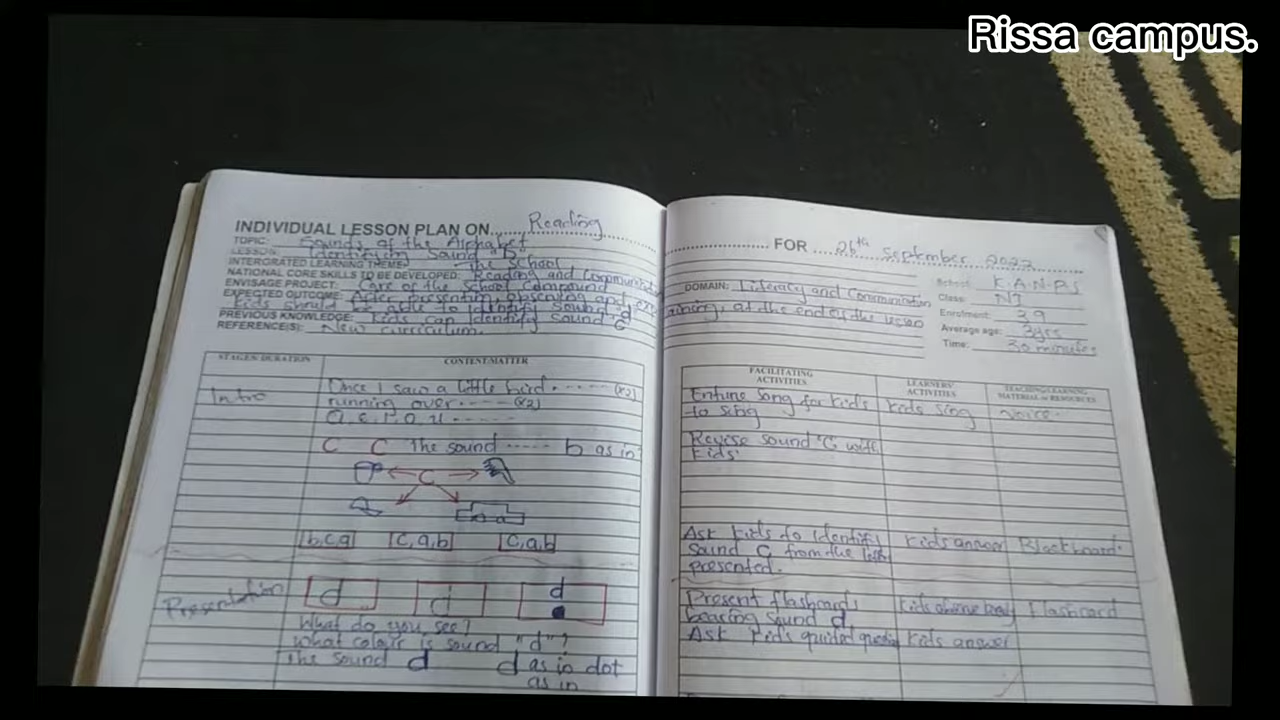 Rissa campus.
INDIVIDUAL LESSON PLAN ON Reading
TOPIC: Sounds of the Alphabet
LESSON: Identifying Sound "D"
INTERGRATED LEARNING THEME: The School
NATIONAL CORE SKILLS TO BE DEVELOPED: Reading and Communication
ENVISAGE PROJECT: Care of the School Compound
EXPECTED OUTCOME: After presentation, observing and
kids should be able to identify sound d
PREVIOUS KNOWLEDGE: Kids can identify sound C
REFERENCE(S): New curriculum.
STAGES/DURATION CONTENT/MATTER
Intro Once I saw a little bird (x2)
running over (x2)
a, e, i, o, u
C C The sound b as in
C
b,c,a c,a,b c,a,b
Presentation d d d
What do you see?
What colour is sound "d"?
the sound d d as in dot
as in
FOR 26th September 2022
School: K.A.N.P.S
DOMAIN: Literacy and Communication
Class: N1
Enrolment: 39
at the end of the lesson
Average age: 3yrs
Time: 30 minutes
FACILITATING ACTIVITIES LEARNERS' ACTIVITIES TEACHING/LEARNING MATERIAL or RESOURCES
Entune song for kids kids sing Voice.
to sing
Revise sound "C" with
kids
Ask kids to identify kids answer Blackboard.
sound C from the
presented.
Present flashcards Flashcard
bearing sound d.
Ask kids guided kids answer